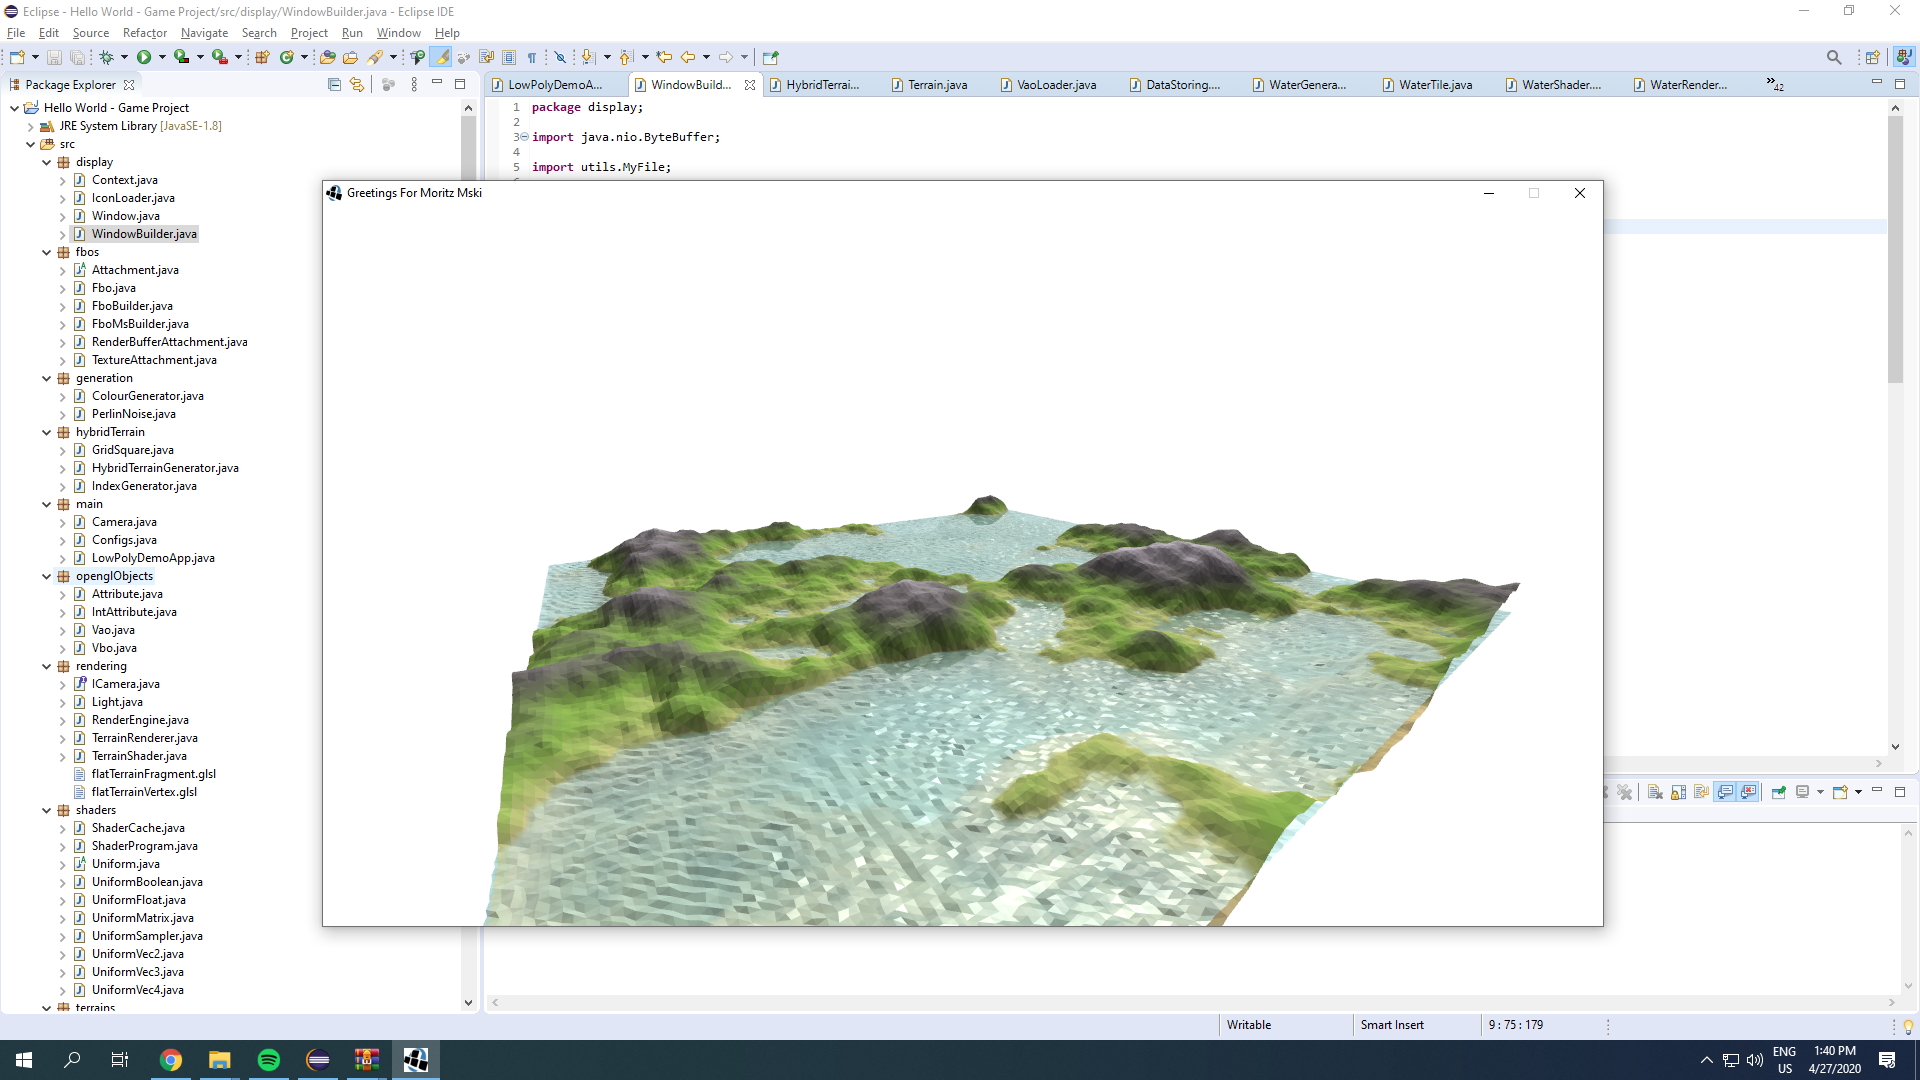 Eclipse - Hello World - Game Project/src/display/WindowBuilder.java - Eclipse IDE
File Edit Source Refactor Navigate Search Project Run Window Help
Package Explorer
LowPolyDemoA... WindowBuild... HybridTerrai... Terrain.java VaoLoader.java DataStoring.... WaterGenera... WaterTile.java WaterShader.... WaterRender... 42
Hello World - Game Project
JRE System Library [JavaSE-1.8]
src
display
Context.java
IconLoader.java
Window.java
WindowBuilder.java
fbos
Attachment.java
Fbo.java
FboBuilder.java
FboMsBuilder.java
RenderBufferAttachment.java
TextureAttachment.java
generation
ColourGenerator.java
PerlinNoise.java
hybridTerrain
GridSquare.java
HybridTerrainGenerator.java
IndexGenerator.java
main
Camera.java
Configs.java
LowPolyDemoApp.java
openglObjects
Attribute.java
IntAttribute.java
Vao.java
Vbo.java
rendering
ICamera.java
Light.java
RenderEngine.java
TerrainRenderer.java
TerrainShader.java
flatTerrainFragment.glsl
flatTerrainVertex.glsl
shaders
ShaderCache.java
ShaderProgram.java
Uniform.java
UniformBoolean.java
UniformFloat.java
UniformMatrix.java
UniformSampler.java
UniformVec2.java
UniformVec3.java
UniformVec4.java
terrains
1 package display;
2
3 import java.nio.ByteBuffer;
4
5 import utils.MyFile;
Greetings For Moritz Mski
Writable Smart Insert 9 : 75 : 179
ENG
US
1:40 PM
4/27/2020